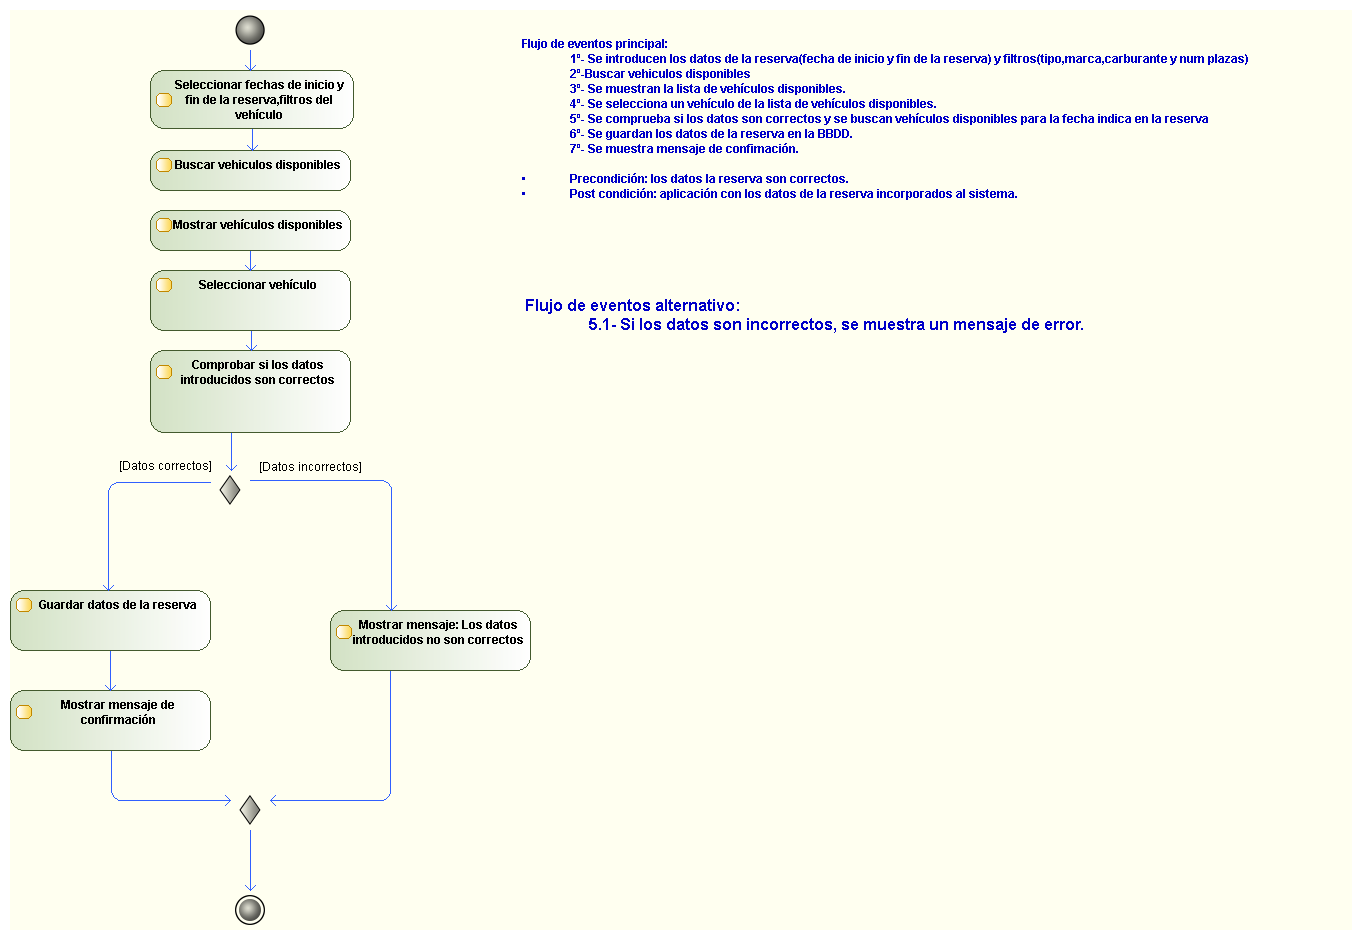 Seleccionar fechas de inicio y
fin de la reserva,filtros del
vehículo
Buscar vehiculos disponibles
Mostrar vehículos disponibles
Seleccionar vehículo
Comprobar si los datos
introducidos son correctos
[Datos correctos]
[Datos incorrectos]
Guardar datos de la reserva
Mostrar mensaje: Los datos
introducidos no son correctos
Mostrar mensaje de
confirmación
Flujo de eventos principal:
1º- Se introducen los datos de la reserva(fecha de inicio y fin de la reserva) y filtros(tipo,marca,carburante y num plazas)
2º-Buscar vehiculos disponibles
3º- Se muestran la lista de vehículos disponibles.
4º- Se selecciona un vehículo de la lista de vehículos disponibles.
5º- Se comprueba si los datos son correctos y se buscan vehículos disponibles para la fecha indica en la reserva
6º- Se guardan los datos de la reserva en la BBDD.
7º- Se muestra mensaje de confimación.
• Precondición: los datos la reserva son correctos.
• Post condición: aplicación con los datos de la reserva incorporados al sistema.
Flujo de eventos alternativo:
5.1- Si los datos son incorrectos, se muestra un mensaje de error.